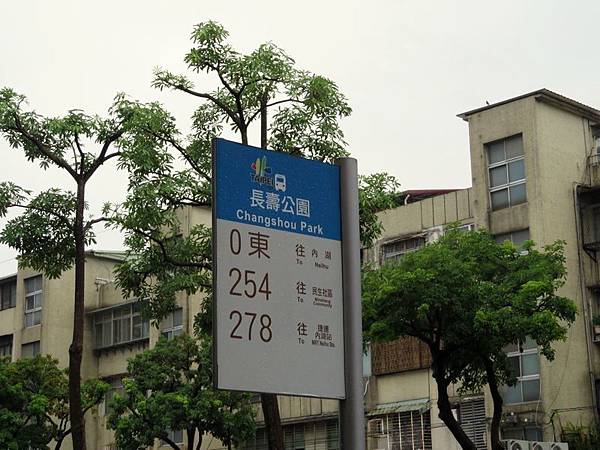 TAIPEI
長壽公園
Changshou Park
0東 往 內湖
To Neihu
254 往 民生社區
To Minsheng Community
278 往 捷運內湖站
To MRT Neihu Sta.